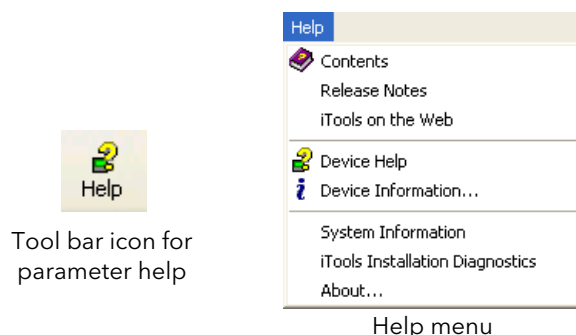 Help
Tool bar icon for
parameter help
Help
Contents
Release Notes
iTools on the Web
Device Help
Device Information...
System Information
iTools Installation Diagnostics
About...
Help menu